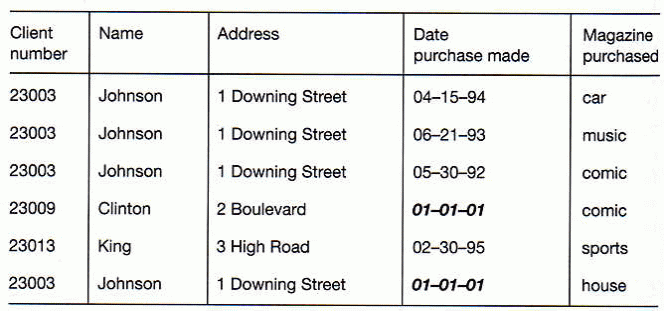 Client number Name Address Date purchase made Magazine purchased
23003 Johnson 1 Downing Street 04–15–94 car
23003 Johnson 1 Downing Street 06–21–93 music
23003 Johnson 1 Downing Street 05–30–92 comic
23009 Clinton 2 Boulevard 01–01–01 comic
23013 King 3 High Road 02–30–95 sports
23003 Johnson 1 Downing Street 01–01–01 house